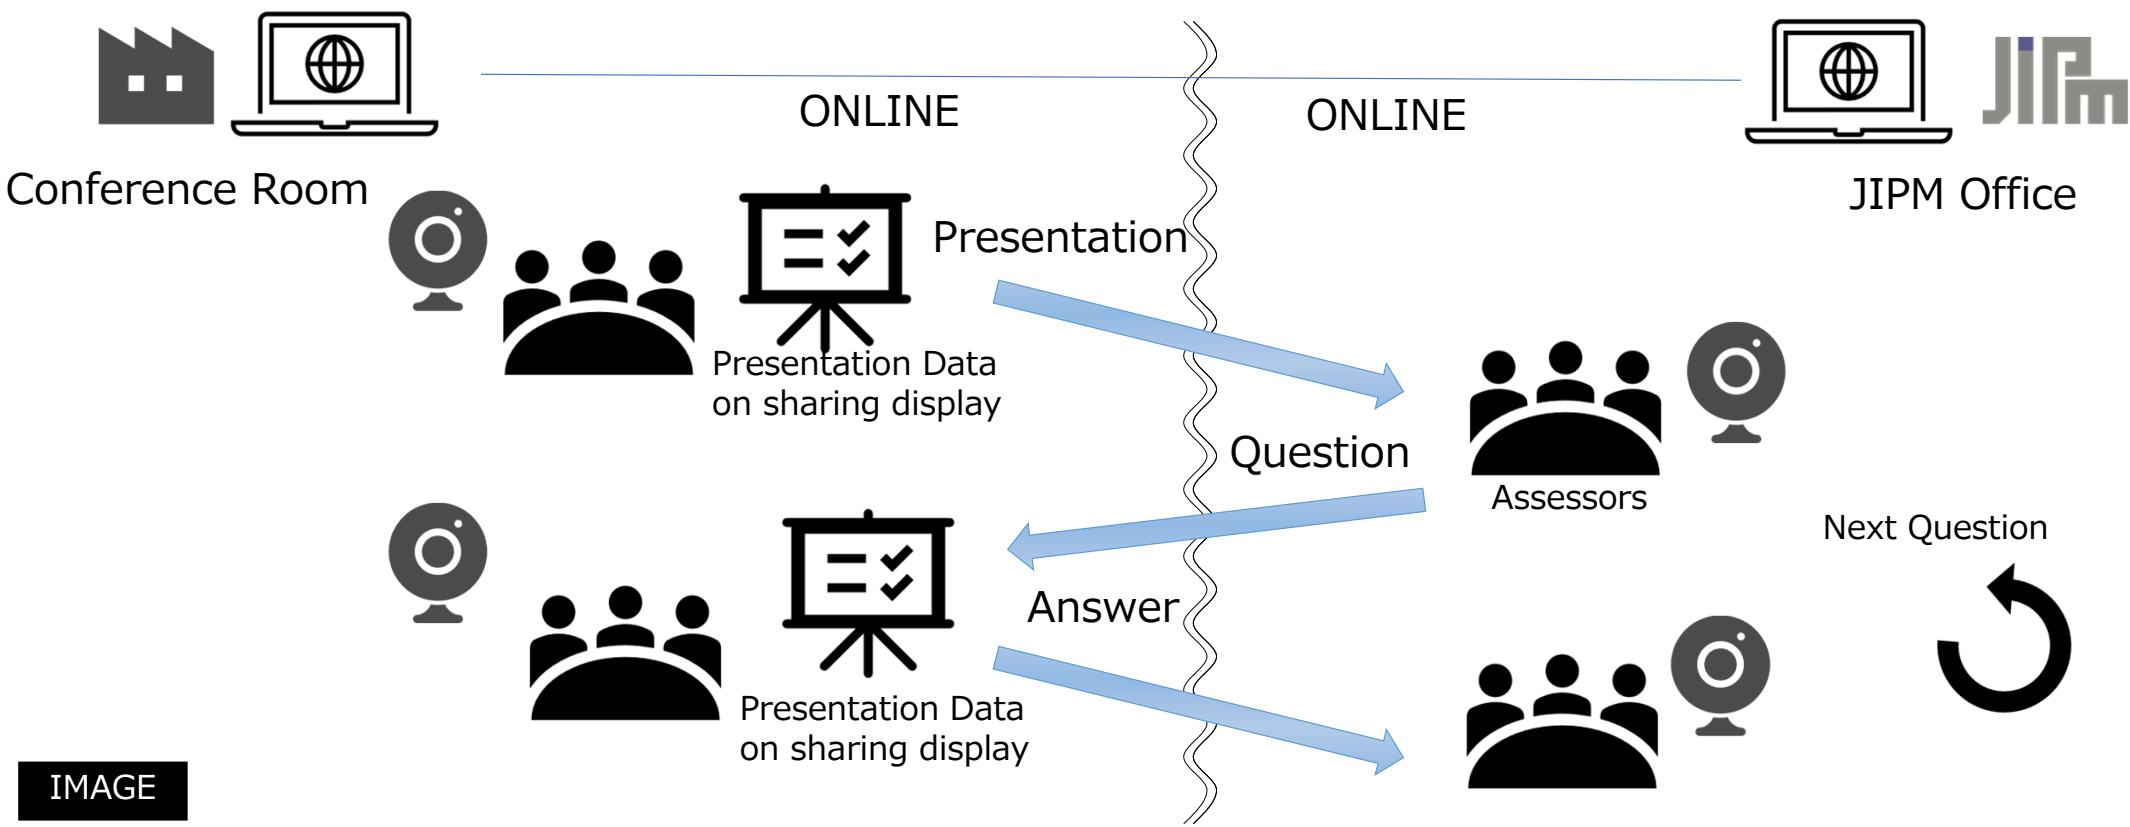 ONLINE
ONLINE
JIPm
Conference Room
JIPM Office
Presentation
Presentation Data
on sharing display
Question
Assessors
Next Question
Answer
Presentation Data
on sharing display
IMAGE